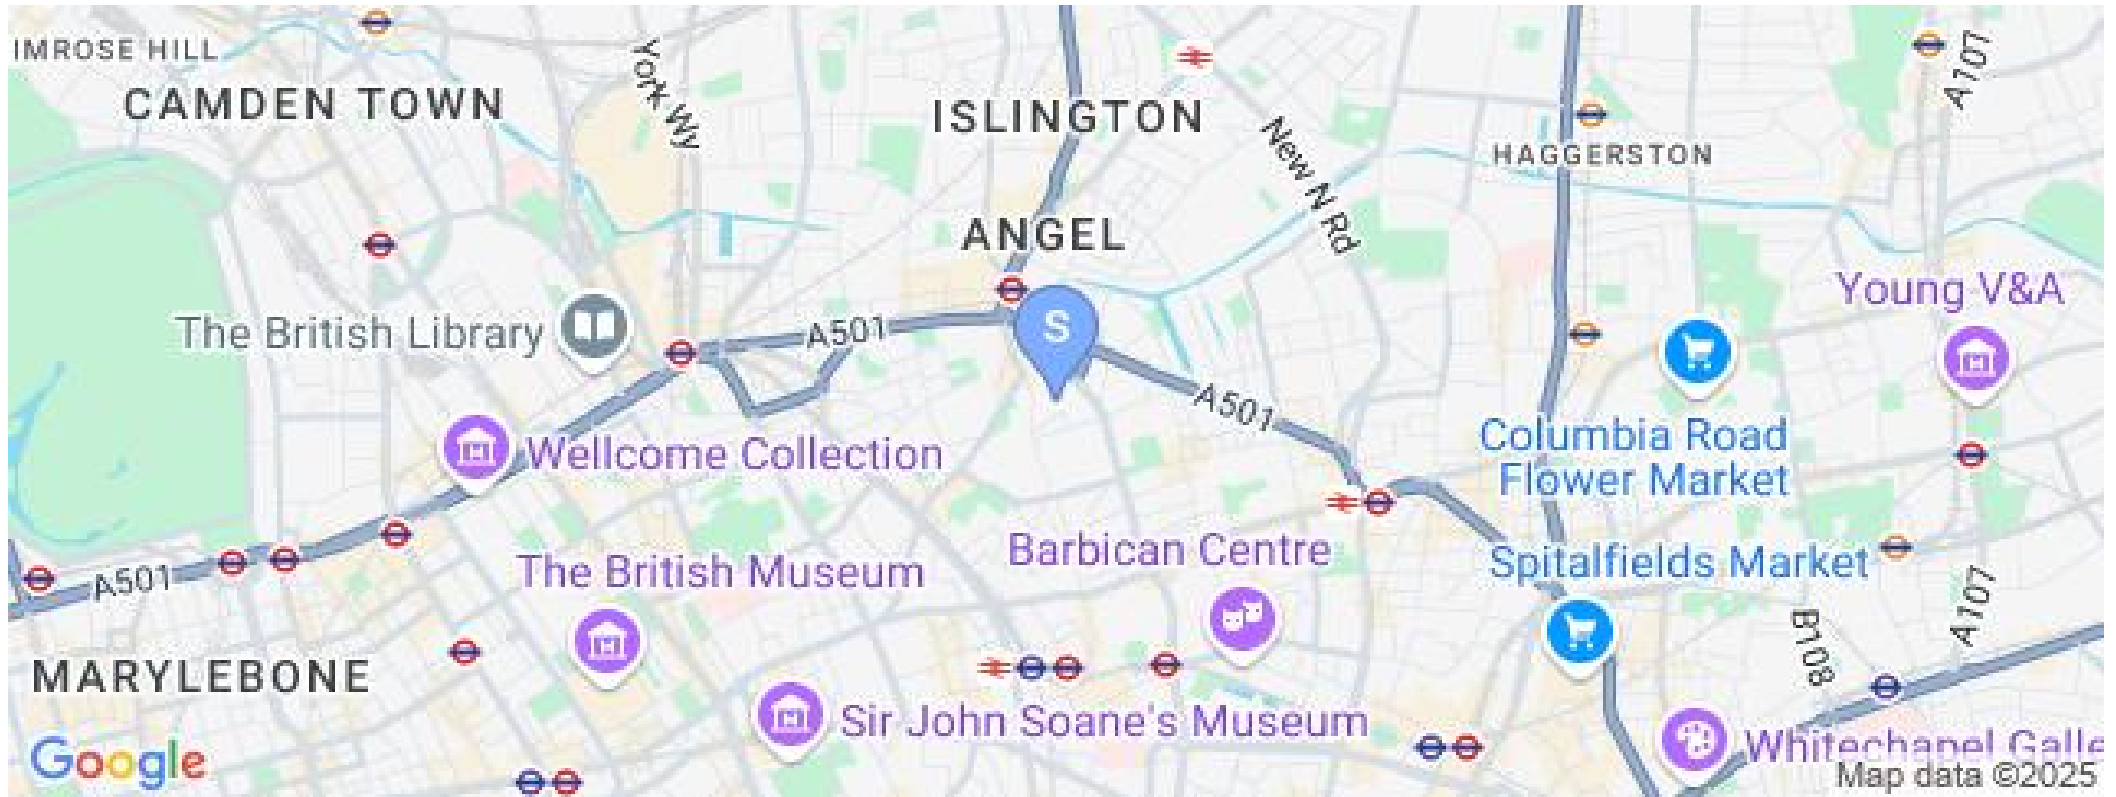 IMROSE HILL
CAMDEN TOWN
York Wy
ISLINGTON
New N Rd
HAGGERSTON
A107
ANGEL
The British Library
A501
S
Young V&A
A501
Columbia Road
Flower Market
Wellcome Collection
Barbican Centre
Spitalfields Market
The British Museum
A501
B108
A107
MARYLEBONE
Sir John Soane's Museum
Whitechapel Galle
Google
Map data ©2025